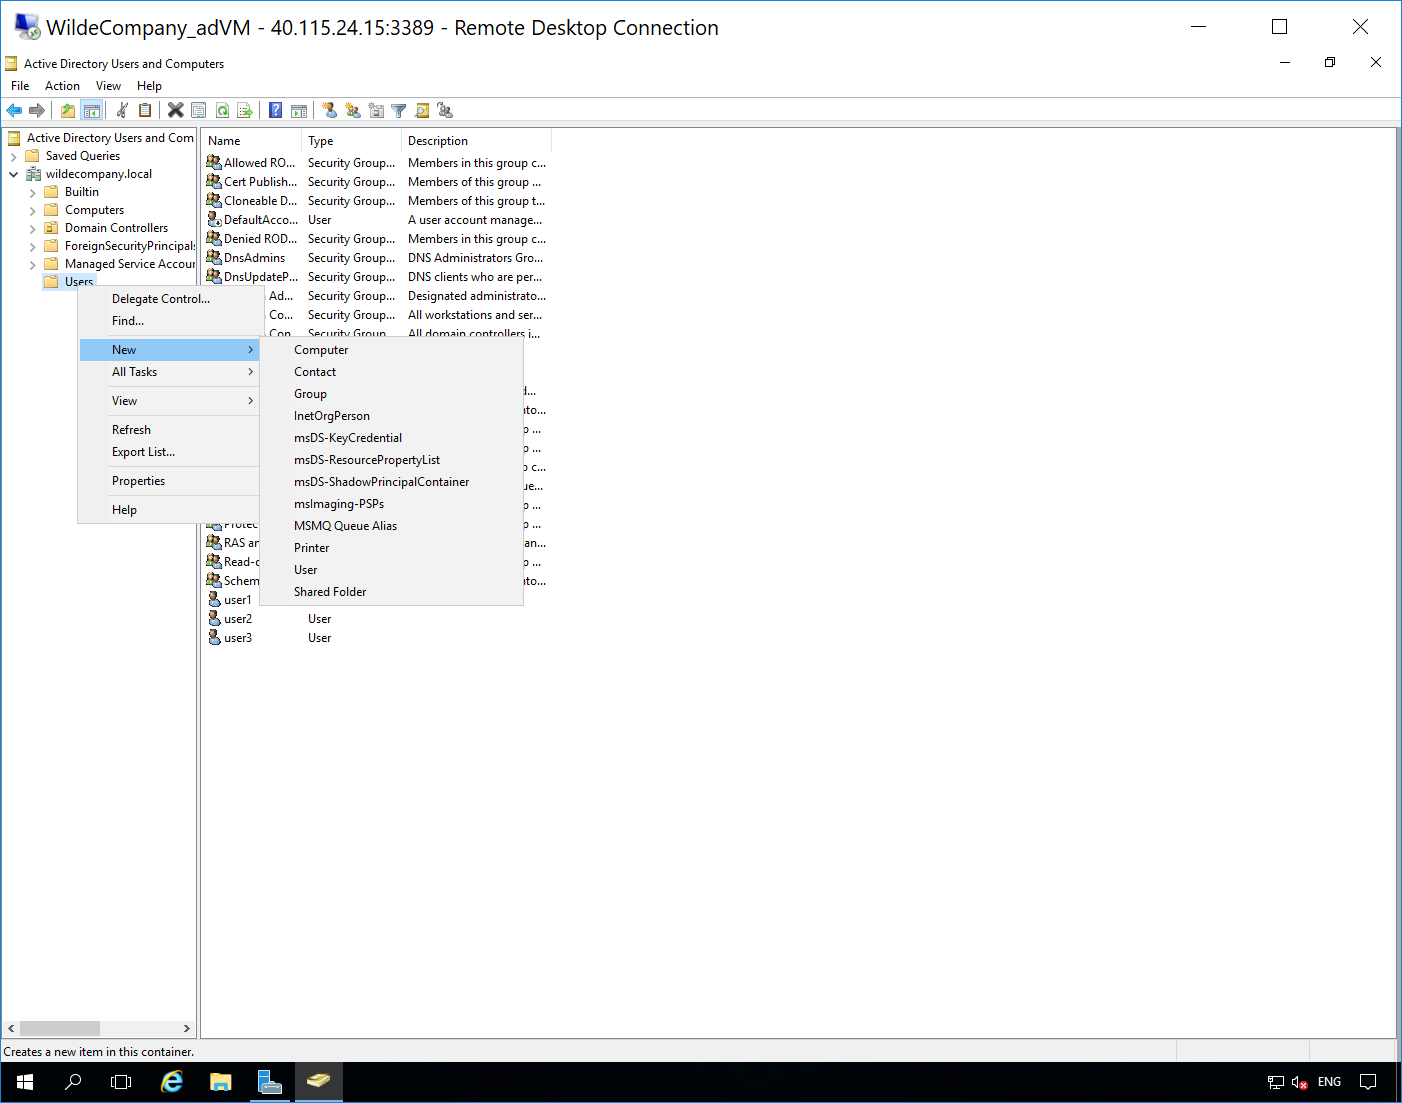 WildeCompany_adVM - 40.115.24.15:3389 - Remote Desktop Connection
Active Directory Users and Computers
File Action View Help
Active Directory Users and Com
Saved Queries
wildecompany.local
Builtin
Computers
Domain Controllers
ForeignSecurityPrincipals
Managed Service Accour
Users
Name Type Description
Allowed RO... Security Group... Members in this group c...
Cert Publish... Security Group... Members of this group ...
Cloneable D... Security Group... Members of this group t...
DefaultAcco... User A user account manage...
Denied ROD... Security Group... Members in this group c...
DnsAdmins Security Group... DNS Administrators Gro...
DnsUpdateP... Security Group... DNS clients who are per...
Ad... Security Group... Designated administrato...
Co... Security Group... All workstations and ser...
Con Security Group All domain controllers i...
d...
ito...
p ...
p ...
p c...
ue...
p ...
Protec p ...
RAS an an...
Read-c p ...
Schem ito...
user1
user2 User
user3 User
Delegate Control...
Find...
New
All Tasks
View
Refresh
Export List...
Properties
Help
Computer
Contact
Group
InetOrgPerson
msDS-KeyCredential
msDS-ResourcePropertyList
msDS-ShadowPrincipalContainer
msImaging-PSPs
MSMQ Queue Alias
Printer
User
Shared Folder
Creates a new item in this container.
ENG